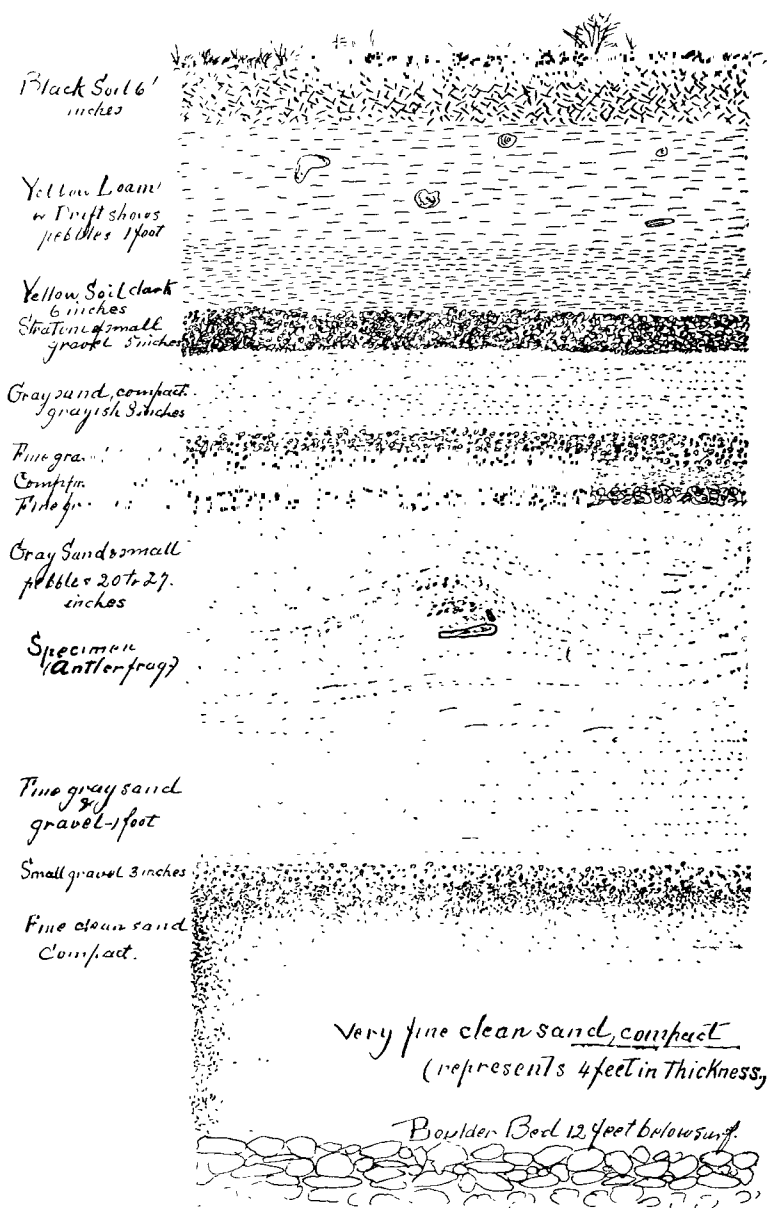 Black Soil 6'
inches
Yellow Loam
w Drift shows
pebbles 1 foot
Yellow Soil dark
6 inches
Stratum of small
gravel 5 inches
Gray sand, compact.
grayish 3 inches
Fine
Fine
Gray Sand & small
pebbles 20 to 27.
inches
Specimen
(Antler frag)
Fine gray sand
&
gravel-1 foot
Small gravel 3 inches
Fine clean sand
Compact.
Very fine clean sand, compact
(represents 4 feet in Thickness,)
Boulder Bed 12 feet below surf.